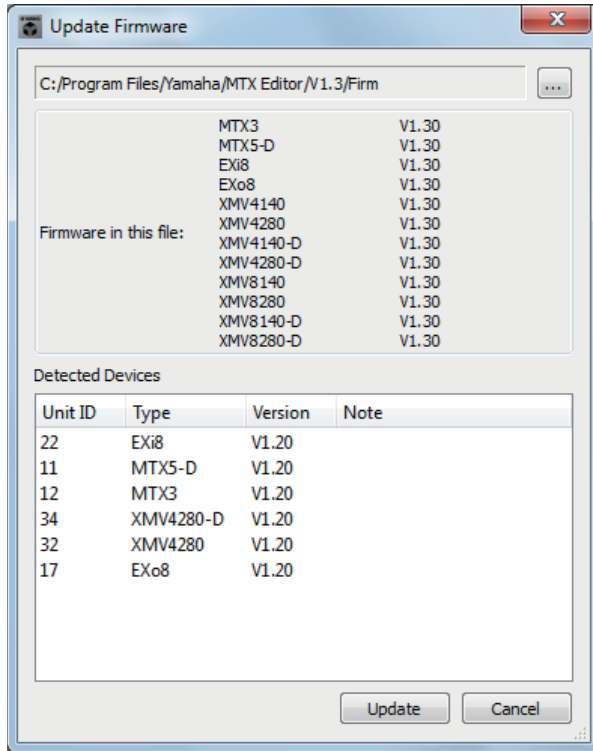 Update Firmware
C:/Program Files/Yamaha/MTX Editor/V1.3/Firm
...
Firmware in this file:
MTX3 V1.30
MTX5-D V1.30
EXi8 V1.30
EXo8 V1.30
XMV4140 V1.30
XMV4280 V1.30
XMV4140-D V1.30
XMV4280-D V1.30
XMV8140 V1.30
XMV8280 V1.30
XMV8140-D V1.30
XMV8280-D V1.30
Detected Devices
Unit ID Type Version Note
22 EXi8 V1.20
11 MTX5-D V1.20
12 MTX3 V1.20
34 XMV4280-D V1.20
32 XMV4280 V1.20
17 EXo8 V1.20
Update Cancel